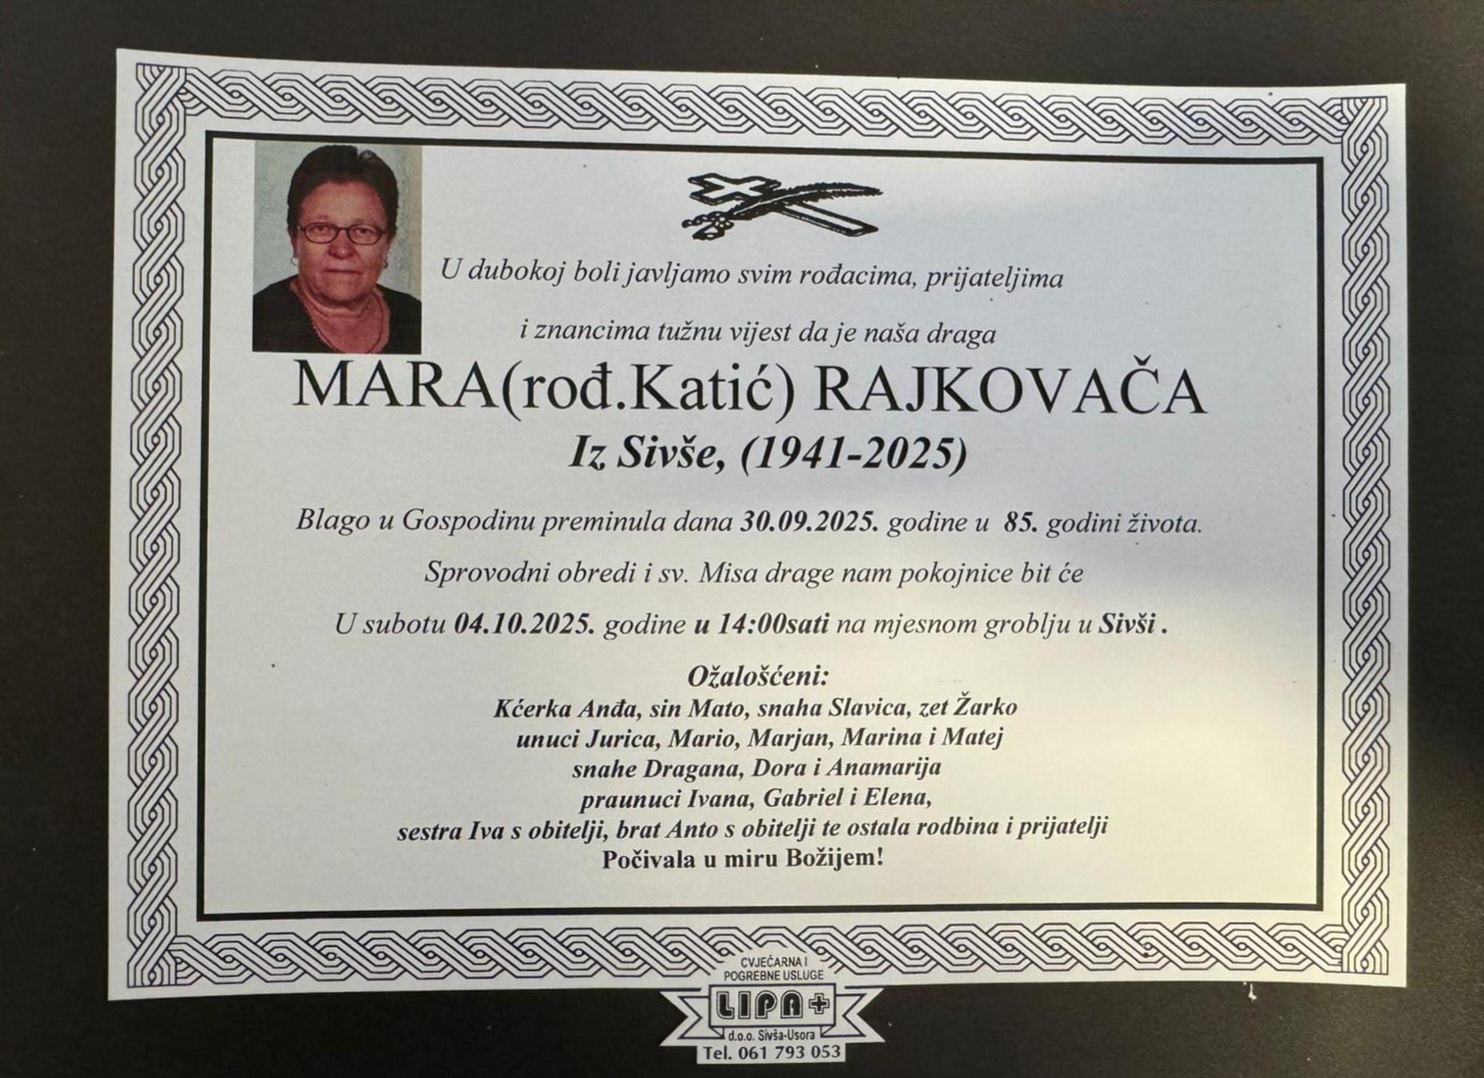 U dubokoj boli javljamo svim rođacima, prijateljima
i znancima tužnu vijest da je naša draga
MARA(rođ.Katić) RAJKOVAČA
Iz Sivše, (1941-2025)
Blago u Gospodinu preminula dana 30.09.2025. godine u 85. godini života.
Sprovodni obredi i sv. Misa drage nam pokojnice bit će
U subotu 04.10.2025. godine u 14:00sati na mjesnom groblju u Sivši .
Ožalošćeni:
Kćerka Anđa, sin Mato, snaha Slavica, zet Žarko
unuci Jurica, Mario, Marjan, Marina i Matej
snahe Dragana, Dora i Anamarija
praunuci Ivana, Gabriel i Elena,
sestra Iva s obitelji, brat Anto s obitelji te ostala rodbina i prijatelji
Počivala u miru Božijem!
CVJEĆARNA I
POGREBNE USLUGE
LIPA+
d.o.o. Sivša-Usora
Tel. 061 793 053